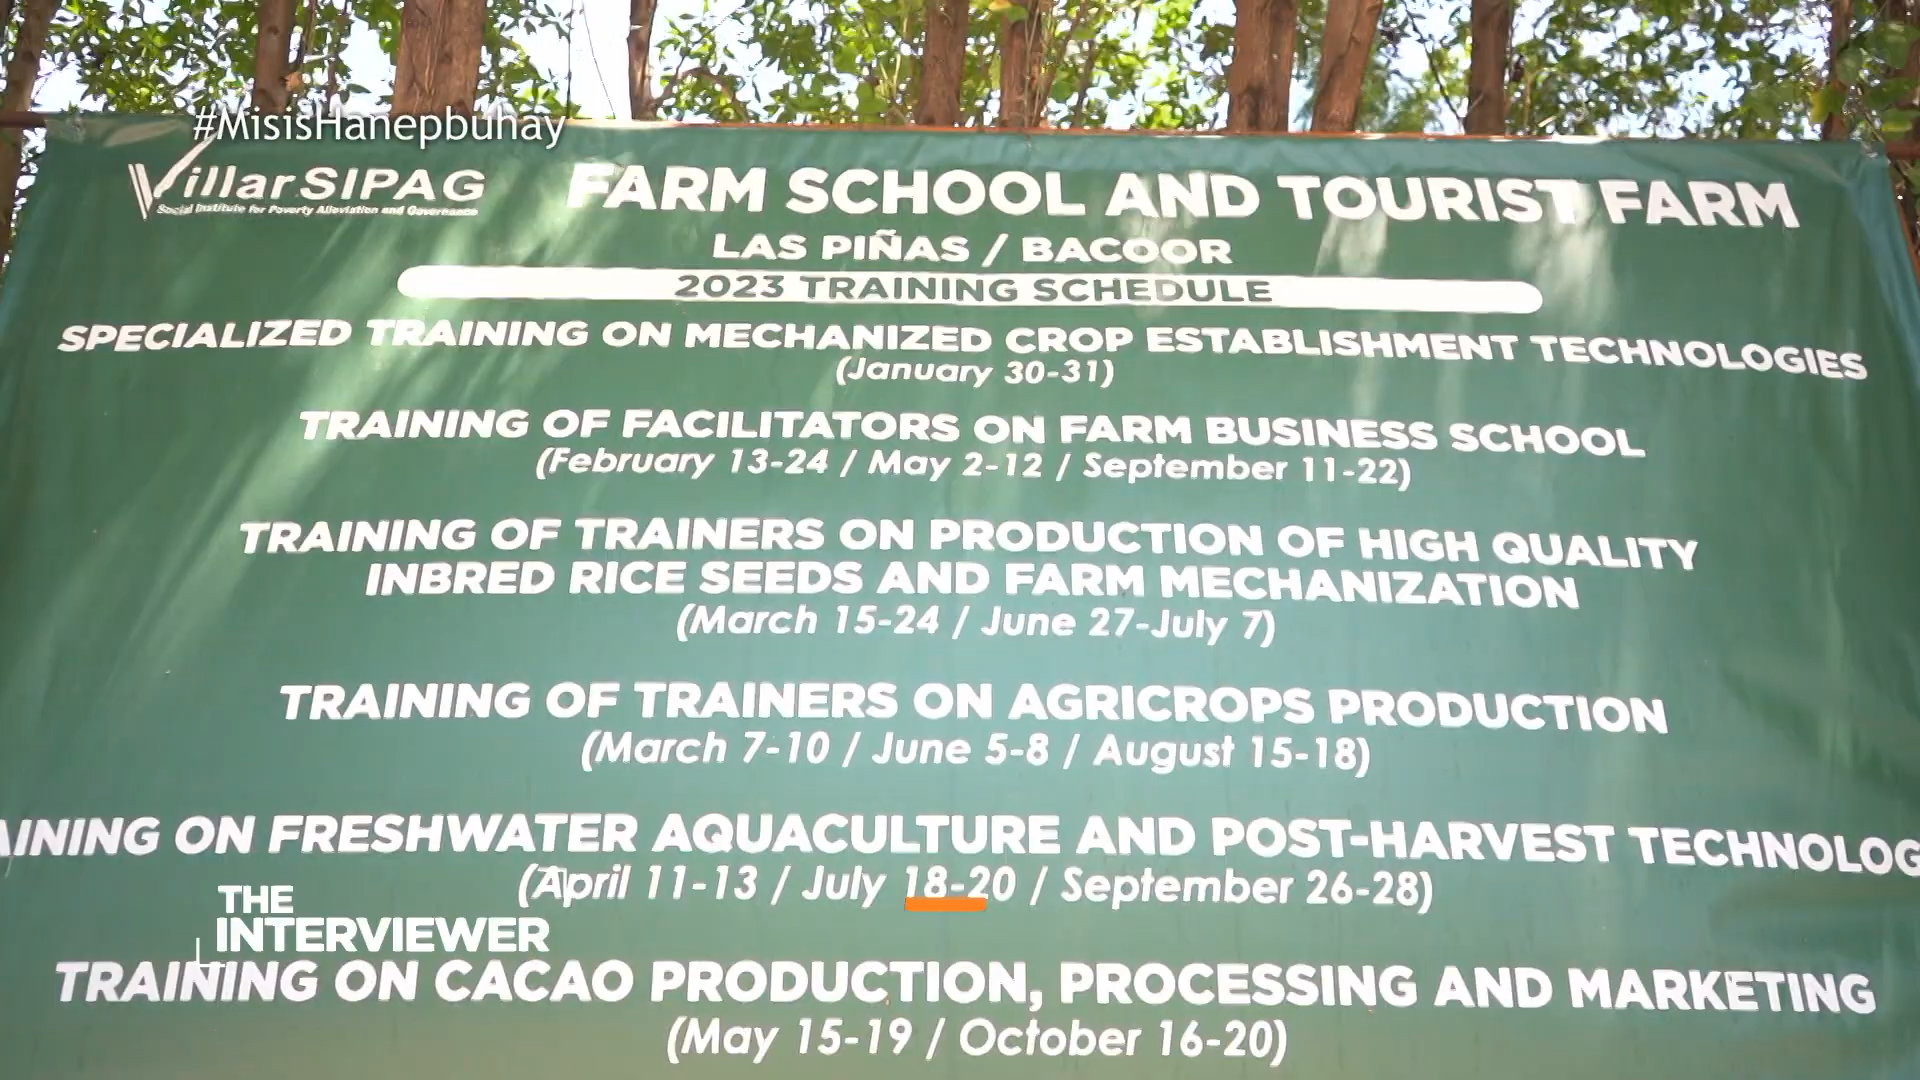 #MisisHanepbuhay
VillarSIPAG
Social Institute for Poverty Alleviation and Governance
FARM SCHOOL AND TOURIST FARM
LAS PIÑAS / BACOOR
2023 TRAINING SCHEDULE
SPECIALIZED TRAINING ON MECHANIZED CROP ESTABLISHMENT TECHNOLOGIES
(January 30-31)
TRAINING OF FACILITATORS ON FARM BUSINESS SCHOOL
(February 13-24 / May 2-12 / September 11-22)
TRAINING OF TRAINERS ON PRODUCTION OF HIGH QUALITY
INBRED RICE SEEDS AND FARM MECHANIZATION
(March 15-24 / June 27-July 7)
TRAINING OF TRAINERS ON AGRICROPS PRODUCTION
(March 7-10 / June 5-8 / August 15-18)
AINING ON FRESHWATER AQUACULTURE AND POST-HARVEST TECHNOLOG
(April 11-13 / July 18-20 / September 26-28)
THE
INTERVIEWER
TRAINING ON CACAO PRODUCTION, PROCESSING AND MARKETING
(May 15-19 / October 16-20)